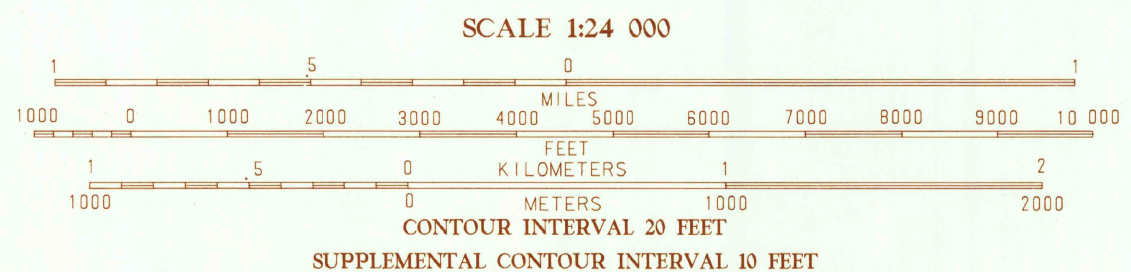 SCALE 1:24 000
1 .5 0 1
MILES
1000 0 1000 2000 3000 4000 5000 6000 7000 8000 9000 10 000
FEET
1 .5 0 KILOMETERS 1 2
1000 0 METERS 1000 2000
CONTOUR INTERVAL 20 FEET
SUPPLEMENTAL CONTOUR INTERVAL 10 FEET